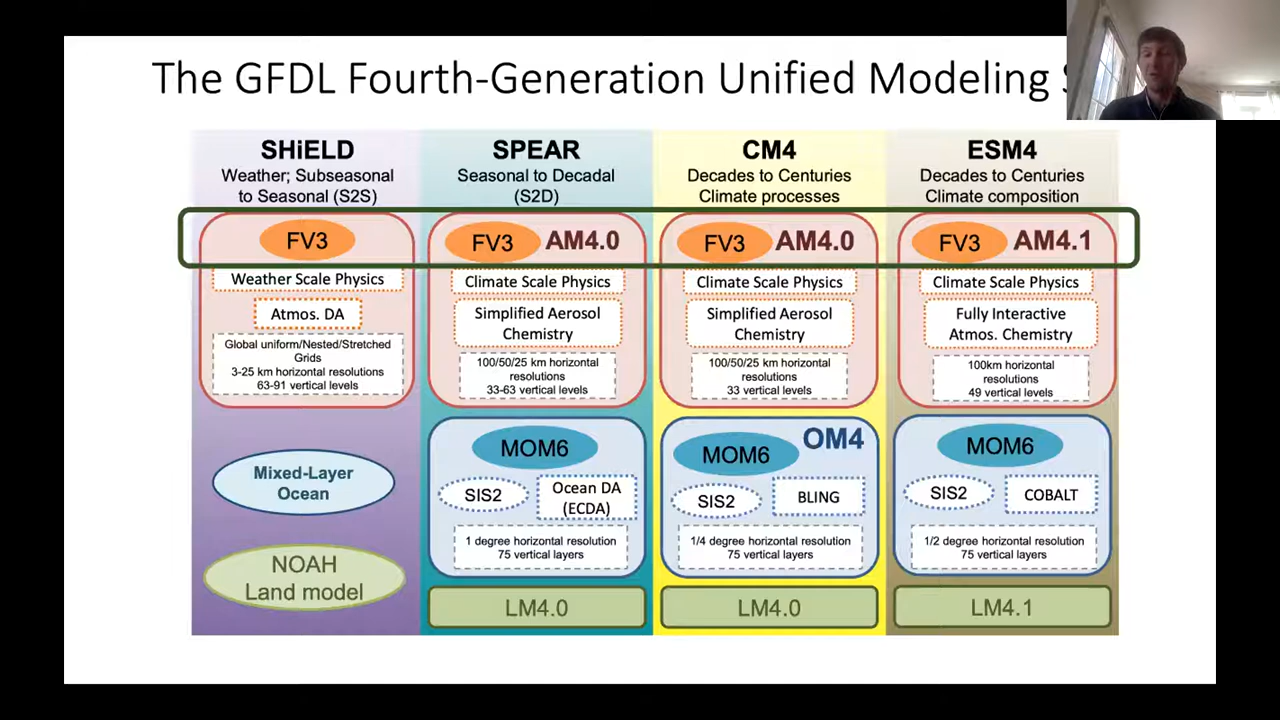 The GFDL Fourth-Generation Unified Modeling
SHiELD
Weather; Subseasonal
to Seasonal (S2S)
FV3
Weather Scale Physics
Atmos. DA
Global uniform/Nested/Stretched
Grids
3-25 km horizontal resolutions
63-91 vertical levels
Mixed-Layer
Ocean
NOAH
Land model
SPEAR
Seasonal to Decadal
(S2D)
FV3 AM4.0
Climate Scale Physics
Simplified Aerosol
Chemistry
100/50/25 km horizontal
resolutions
33-63 vertical levels
MOM6
SIS2
Ocean DA
(ECDA)
1 degree horizontal resolution
75 vertical layers
LM4.0
CM4
Decades to Centuries
Climate processes
FV3 AM4.0
Climate Scale Physics
Simplified Aerosol
Chemistry
100/50/25 km horizontal
resolutions
33 vertical levels
OM4
MOM6
SIS2
BLING
1/4 degree horizontal resolution
75 vertical layers
LM4.0
ESM4
Decades to Centuries
Climate composition
FV3 AM4.1
Climate Scale Physics
Fully Interactive
Atmos. Chemistry
100km horizontal
resolutions
49 vertical levels
MOM6
SIS2
COBALT
1/2 degree horizontal resolution
75 vertical layers
LM4.1